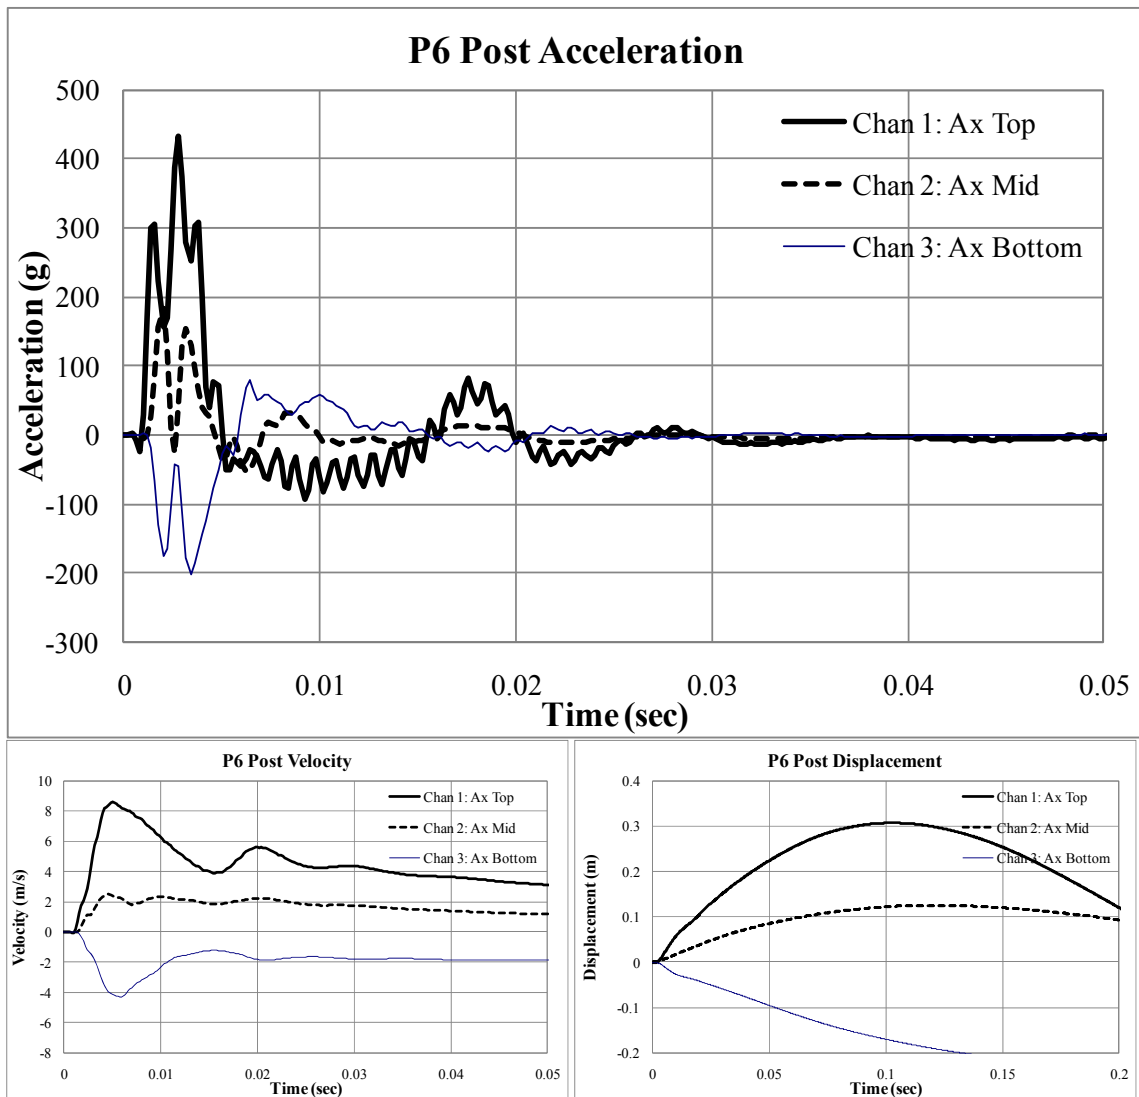 P6 Post Acceleration
500
400
300
200
100
0
-100
-200
-300
Acceleration (g)
Chan 1: Ax Top
Chan 2: Ax Mid
Chan 3: Ax Bottom
0 0.01 0.02 0.03 0.04 0.05
Time (sec)
P6 Post Velocity
10
8
6
4
2
0
-2
-4
-6
-8
Velocity (m/s)
Chan 1: Ax Top
Chan 2: Ax Mid
Chan 3: Ax Bottom
0 0.01 0.02 0.03 0.04 0.05
Time (sec)
P6 Post Displacement
0.4
0.3
0.2
0.1
0
-0.1
-0.2
Displacement (m)
Chan 1: Ax Top
Chan 2: Ax Mid
Chan 3: Ax Bottom
0 0.05 0.1 0.15 0.2
Time (sec)